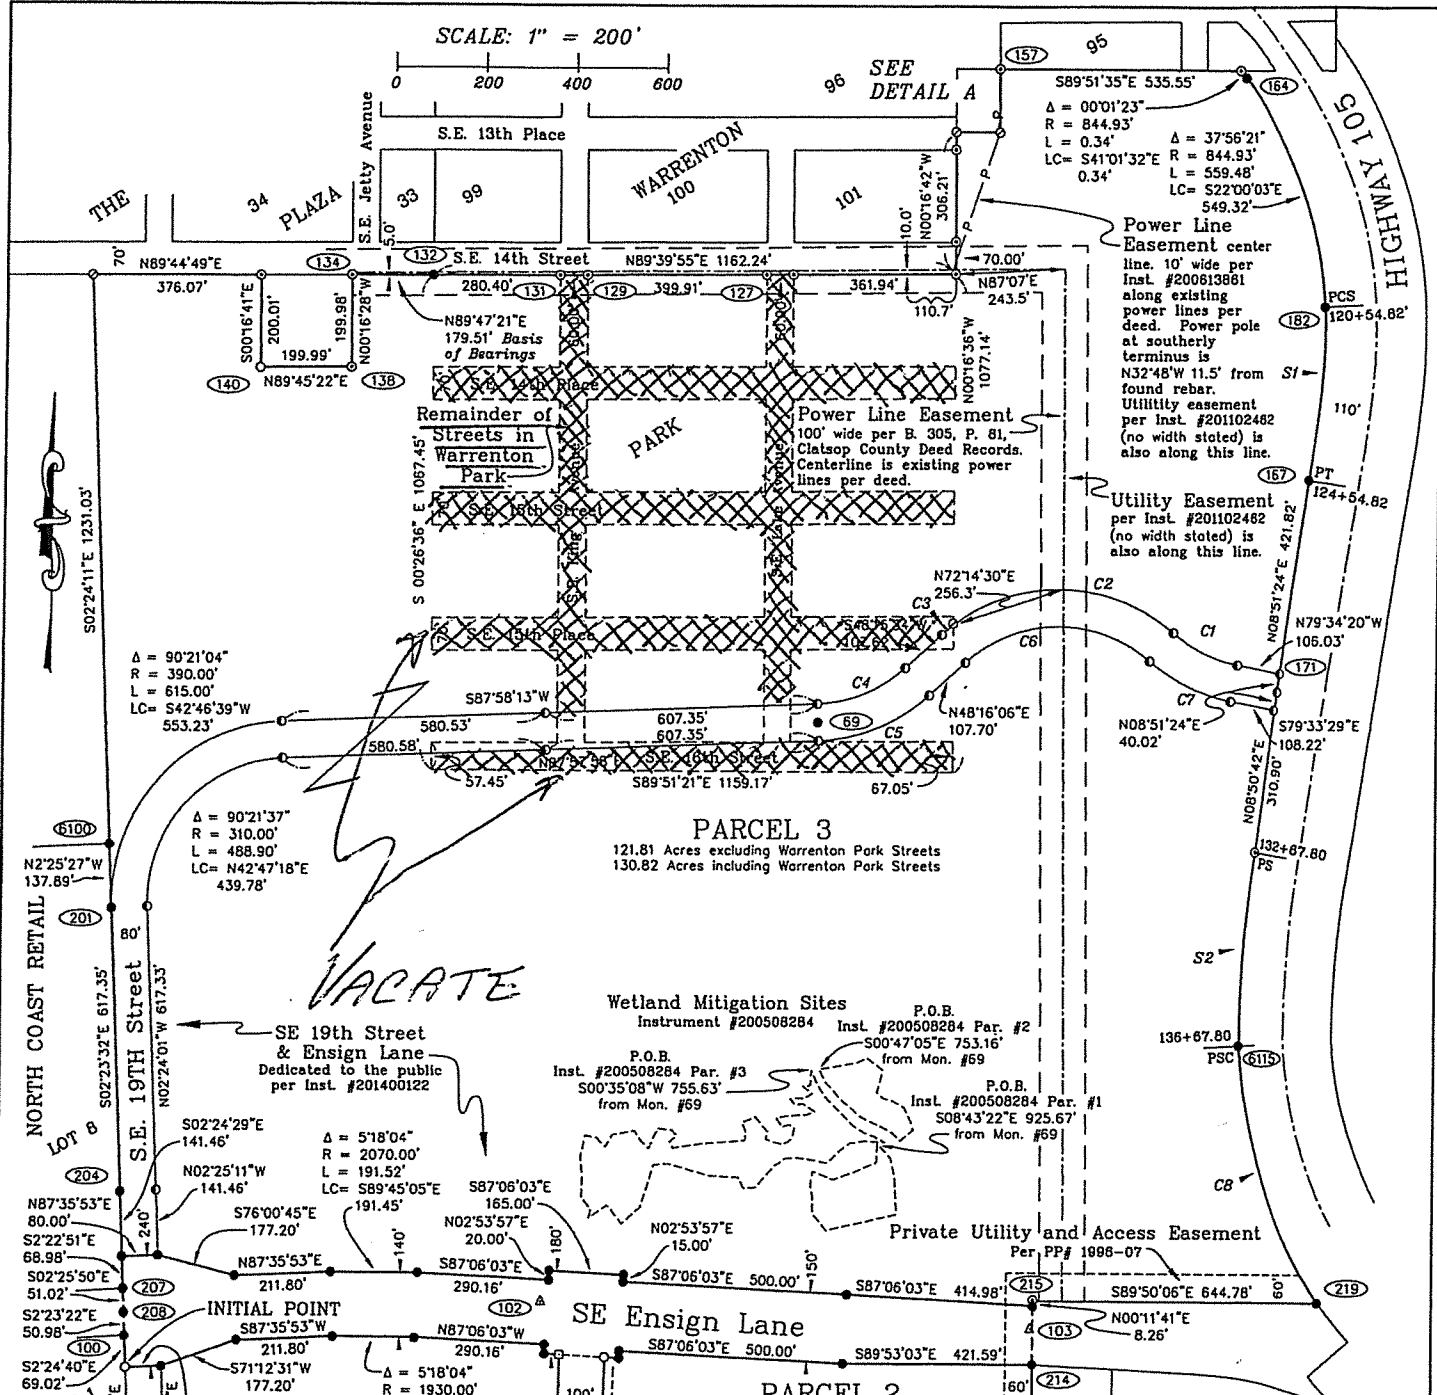 SCALE: 1" = 200'
0 200 400 600
SEE
DETAIL A
96
95
157
S89°51'35"E 535.55'
164
Δ = 00°01'23"
R = 844.93'
L = 0.34'
LC= S41°01'32"E
0.34'
Δ = 37°56'21"
R = 844.93'
L = 559.48'
LC= S22°00'03"E
549.32'
HIGHWAY 105
S.E. Jetty Avenue
S.E. 13th Place
THE
34
PLAZA
33
99
WARRENTON
100
101
N00°16'42"W
306.21'
P
P
P
Power Line
Easement center
line. 10' wide per
Inst. #200613861
along existing
power lines per
deed. Power pole
at southerly
terminus is
N32°48'W 11.5' from
found rebar.
Utilitity easement
per Inst. #201102482
(no width stated) is
also along this line.
70'
N89°44'49"E
376.07'
134
5.0'
132
S.E. 14th Street
280.40'
131
129
N89°39'55"E 1162.24'
399.91'
127
361.94'
10.0'
110.7'
70.00'
N87°07'E
243.5'
S00°16'41"E
200.01'
199.98'
N00°16'28"W
199.99'
140
N89°45'22"E
138
N89°47'21"E
179.51' Basis
of Bearings
N00°16'36"W
1077.14'
PCS
182
120+54.82'
S1
110'
70'
S.E. 14th Place
Remainder of
Streets in
Warrenton
Park
PARK
Power Line Easement
100' wide per B. 305, P. 81,
Clatsop County Deed Records.
Centerline is existing power
lines per deed.
S 00°26'36" E 1067.45'
S02°24'11"E 1231.03'
167
PT
124+54.82
Utility Easement
per Inst. #201102482
(no width stated) is
also along this line.
N08°51'24"E 421.82'
S.E. 15th Street
S.E. King
N72°14'30"E
256.3'
C2
C3
C1
C6
N79°34'20"W
106.03'
171
70'
S.E. 15th Place
107.62'
C4
C7
N08°51'24"E
40.02'
S79°33'29"E
108.22'
Δ = 90°21'04"
R = 390.00'
L = 615.00'
LC= S42°46'39"W
553.23'
S87°58'13"W
580.53'
607.35'
607.35'
69
C5
N48°16'06"E
107.70'
580.58'
S.E. 16th Street
57.45'
S89°51'21"E 1159.17'
67.05'
N08°50'42"E
310.90'
Δ = 90°21'37"
R = 310.00'
L = 488.90'
LC= N42°47'18"E
439.78'
6100
N2°25'27"W
137.89'
201
PARCEL 3
121.81 Acres excluding Warrenton Park Streets
130.82 Acres including Warrenton Park Streets
132+67.80
PS
S2
VACATE
80'
NORTH COAST RETAIL
S02°23'32"E 617.35'
S.E. 19TH Street
N02°24'01"W 617.33'
LOT 8
SE 19th Street
& Ensign Lane
Dedicated to the public
per Inst. #201400122
Wetland Mitigation Sites
Instrument #200508284
P.O.B.
Inst. #200508284 Par. #2
S00°47'05"E 753.16'
from Mon. #69
P.O.B.
Inst. #200508284 Par. #3
S00°35'08"W 755.63'
from Mon. #69
P.O.B.
Inst. #200508284 Par. #1
S08°43'22"E 925.67'
from Mon. #69
136+67.80
PSC
6115
C8
204
S02°24'29"E
141.46'
N02°25'11"W
141.46'
N87°35'53"E
80.00'
240'
S76°00'45"E
177.20'
Δ = 5°18'04"
R = 2070.00'
L = 191.52'
LC= S89°45'05"E
191.45'
S87°06'03"E
165.00'
N02°53'57"E
20.00'
180'
N02°53'57"E
15.00'
Private Utility and Access Easement
Per PP# 1998-07
S2°22'51"E
68.98'
S02°25'50"E
51.02'
207
N87°35'53"E
211.80'
140'
S87°06'03"E
290.16'
102
S87°06'03"E 500.00'
150'
S87°06'03"E 414.98'
215
S89°50'06"E 644.78'
60'
219
N00°11'41"E
8.26'
103
S2°23'22"E
50.98'
208
INITIAL POINT
100
SE Ensign Lane
S87°35'53"W
211.80'
N87°06'03"W
290.16'
S87°06'03"E 500.00'
S89°53'03"E 421.59'
S2°24'40"E
69.02'
S71°12'31"W
177.20'
Δ = 5°18'04"
R = 1930.00'
100'
PARCEL 2
60'
214